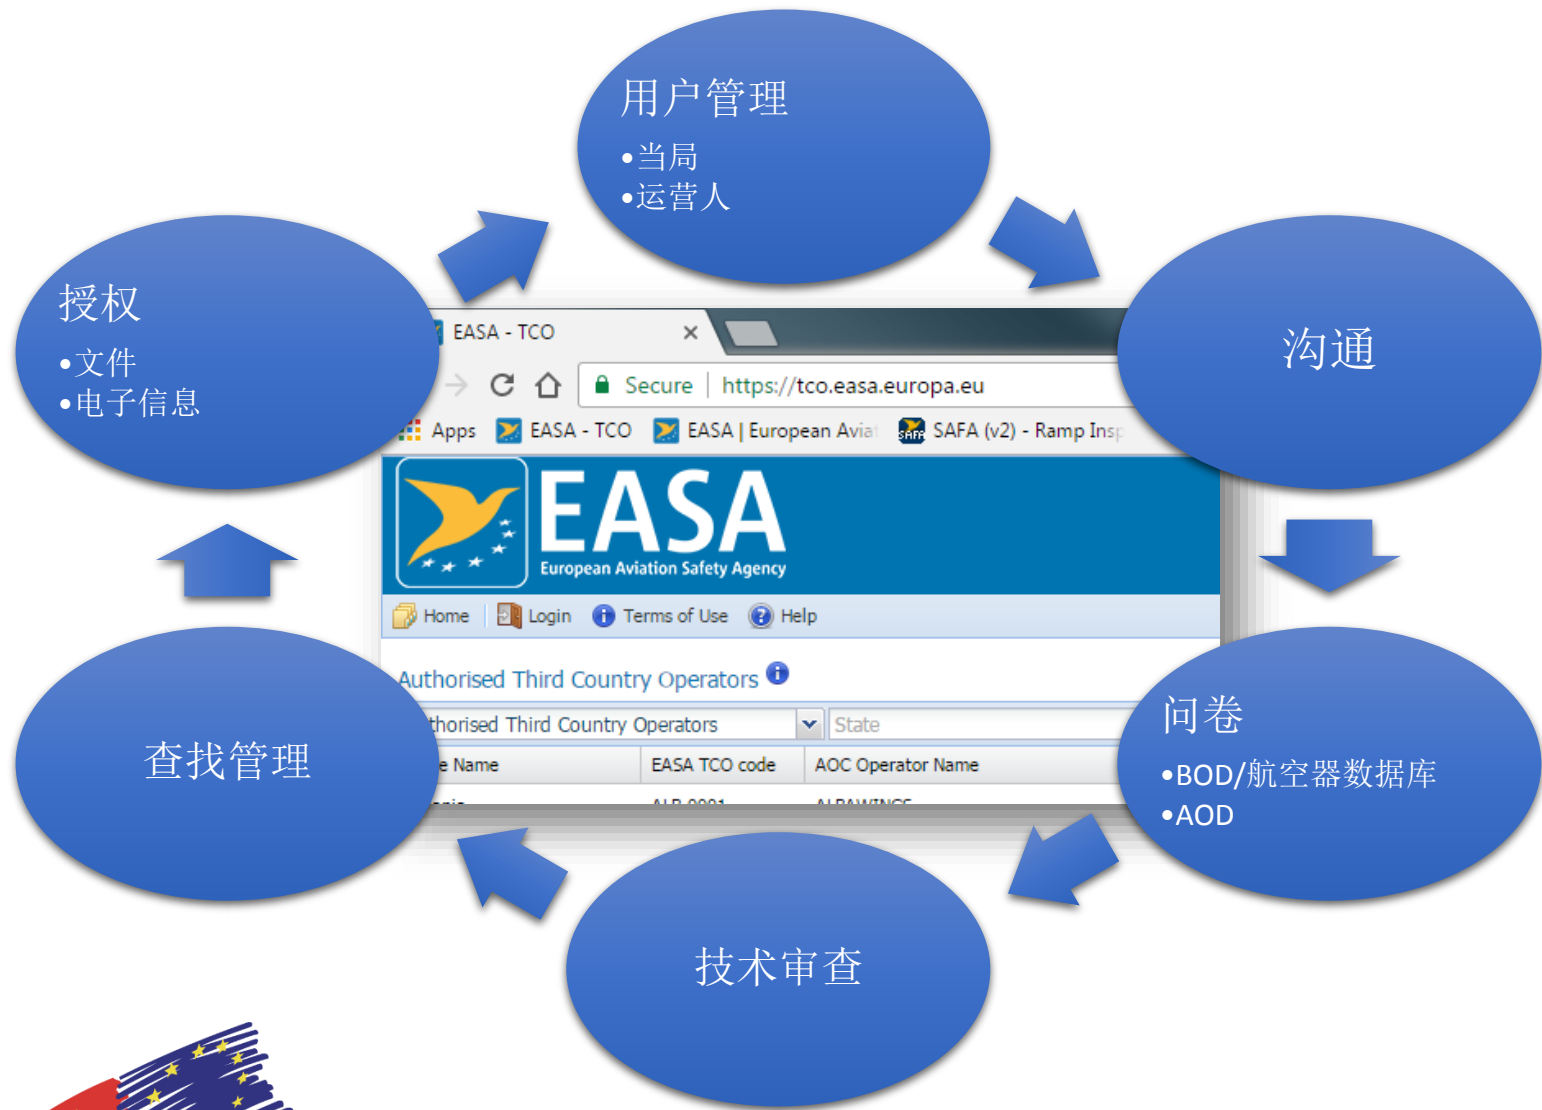 用户管理
•当局
•运营人
授权
•文件
•电子信息
沟通
EASA - TCO
Secure | https://tco.easa.europa.eu
Apps EASA - TCO EASA | European Aviat SAFA (v2) - Ramp Insp
EASA
European Aviation Safety Agency
Home Login Terms of Use Help
Authorised Third Country Operators
Third Country Operators State
Name EASA TCO code AOC Operator Name
问卷
•BOD/航空器数据库
•AOD
查找管理
技术审查